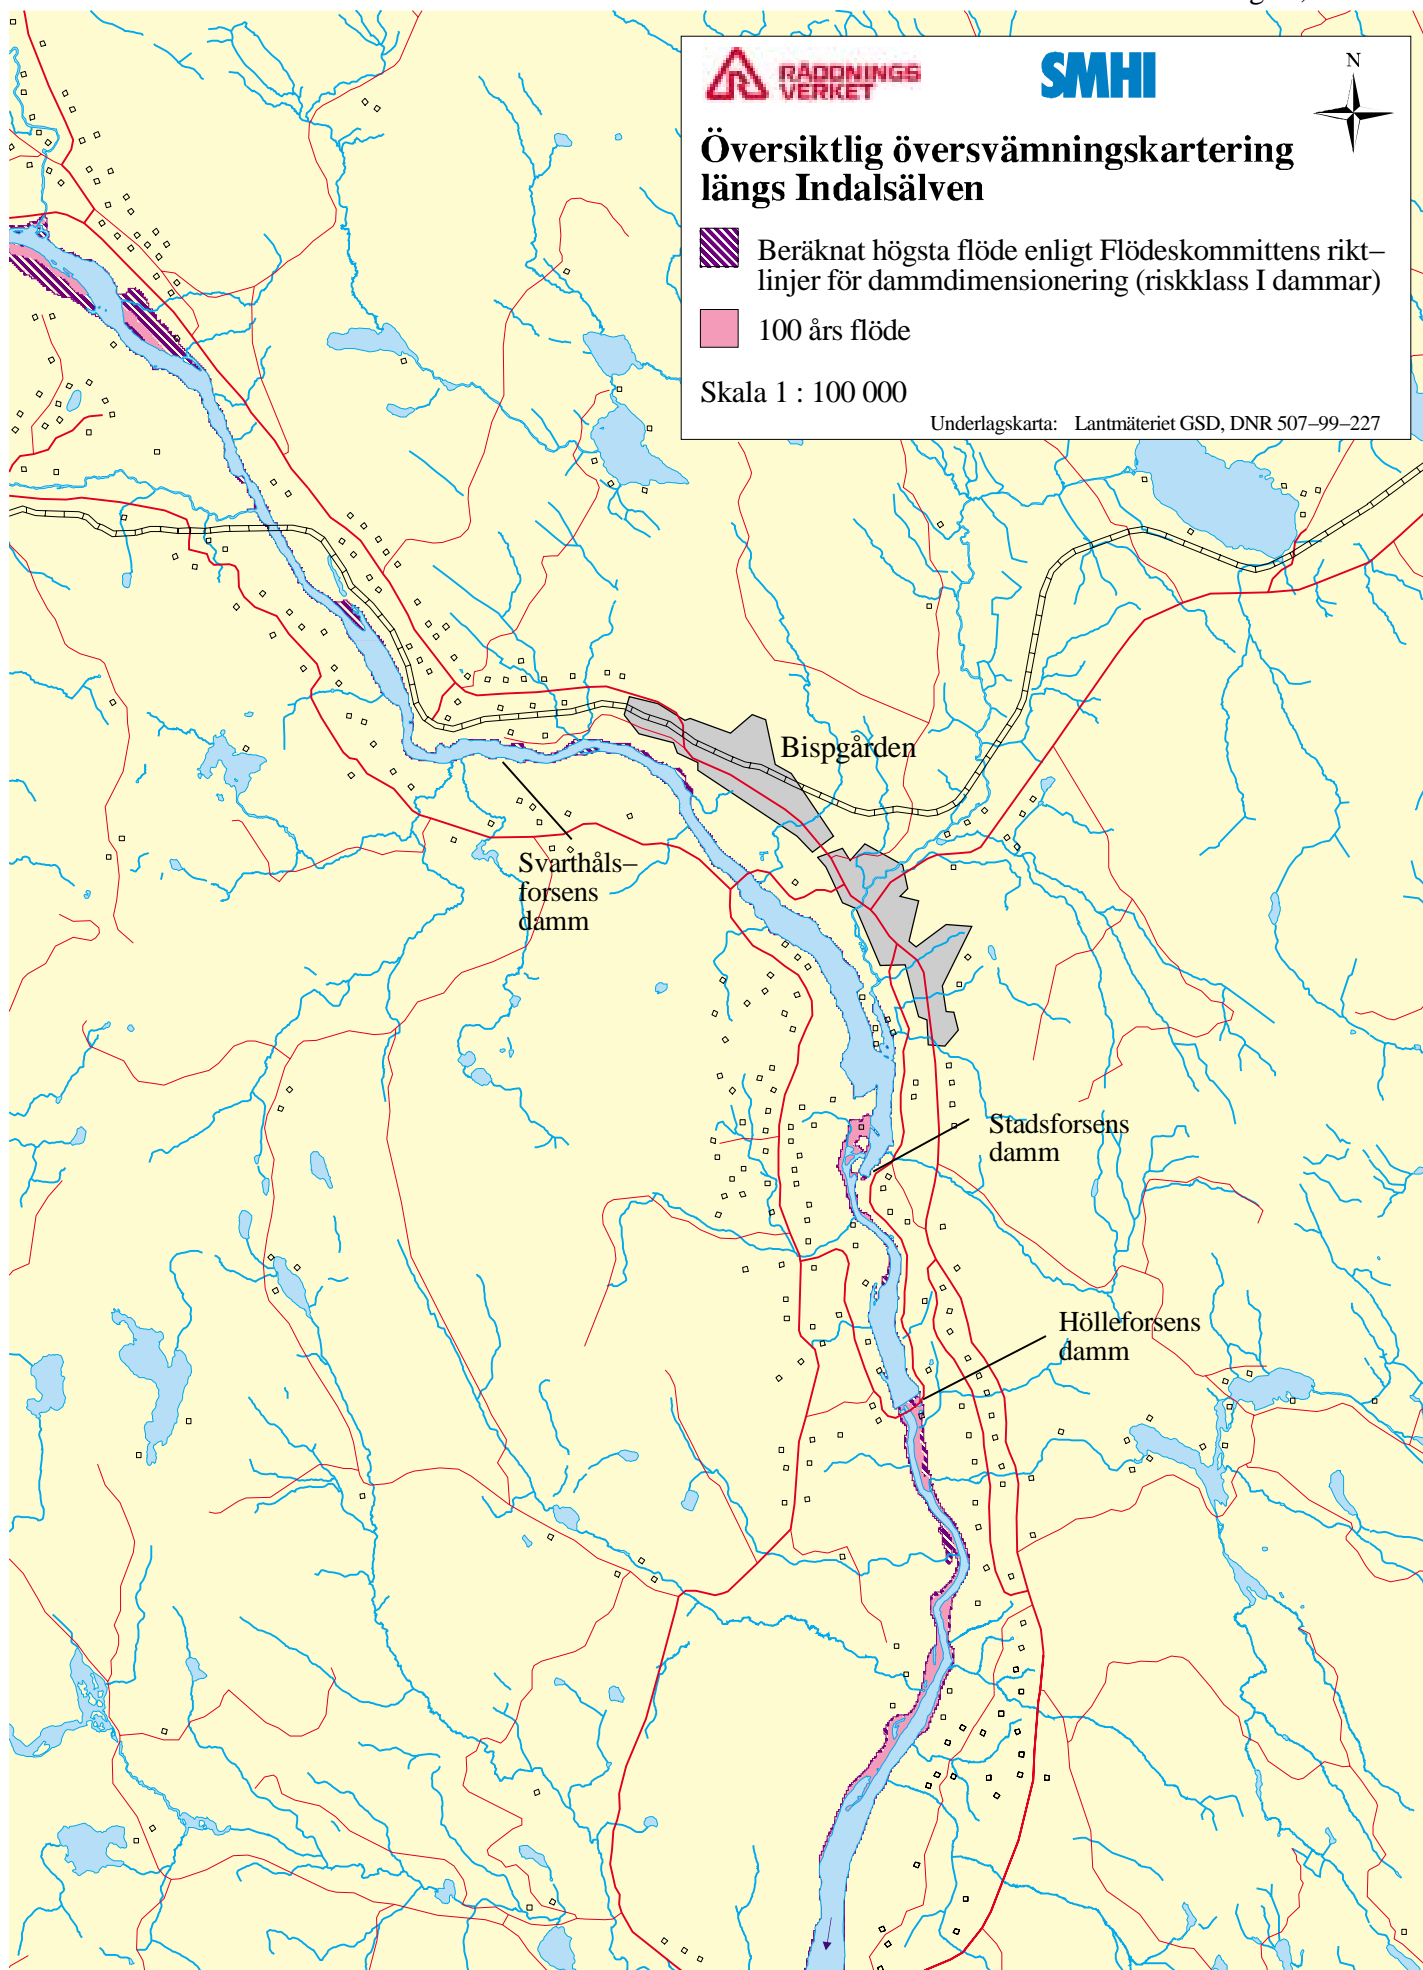 RÄDDNINGS
VERKET
SMHI
N
Översiktlig översvämningskartering
längs Indalsälven
Beräknat högsta flöde enligt Flödeskommittens rikt–
linjer för dammdimensionering (riskklass I dammar)
100 års flöde
Skala 1 : 100 000
Underlagskarta: Lantmäteriet GSD, DNR 507–99–227
Bispgården
Svarthåls–
forsens
damm
Stadsforsens
damm
Hölleforsens
damm